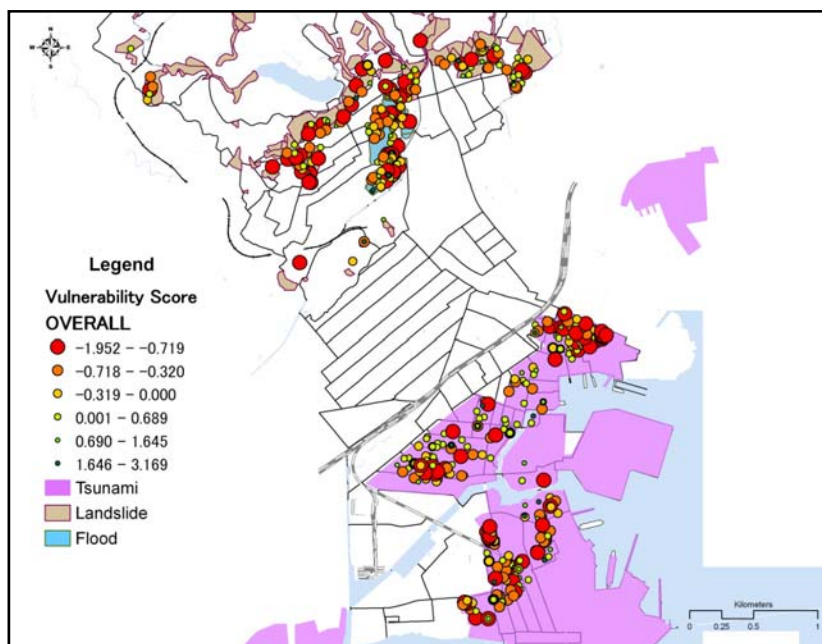 N
W E
S
Legend
Vulnerability Score
OVERALL
-1.952 – -0.719
-0.718 – -0.320
-0.319 – 0.000
0.001 – 0.689
0.690 – 1.645
1.646 – 3.169
Tsunami
Landslide
Flood
Kilometers
0 0.25 0.5 1